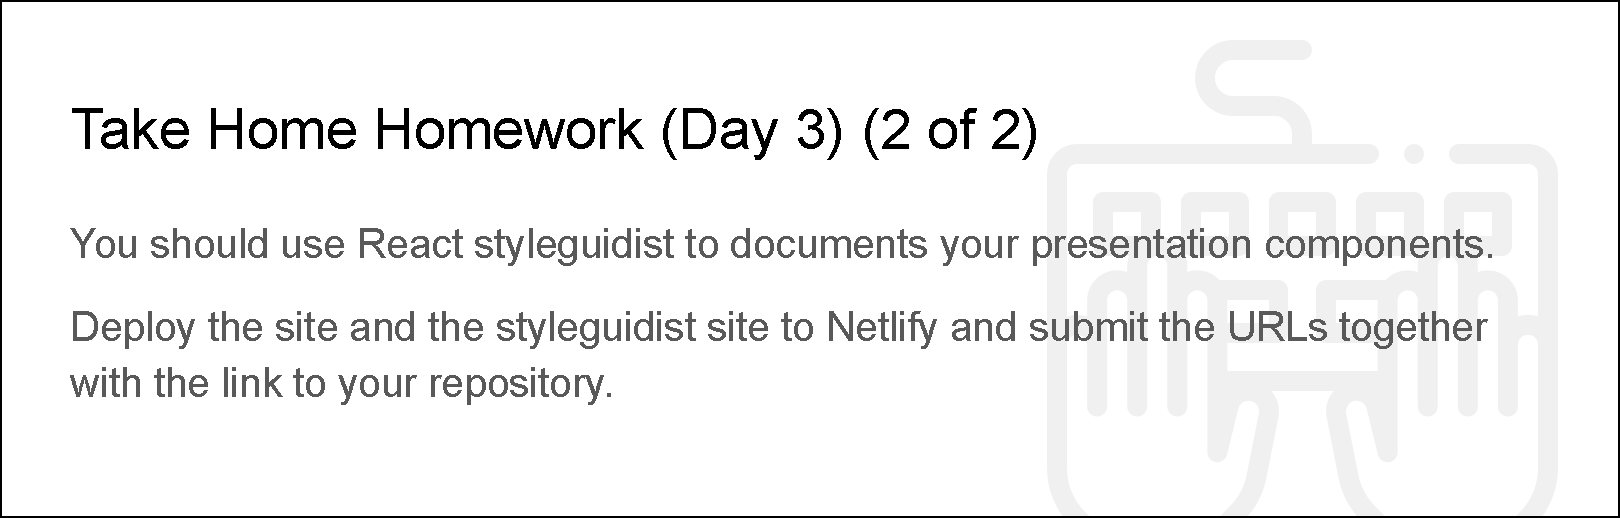 Take Home Homework (Day 3) (2 of 2)
You should use React styleguidist to documents your presentation components.
Deploy the site and the styleguidist site to Netlify and submit the URLs together
with the link to your repository.